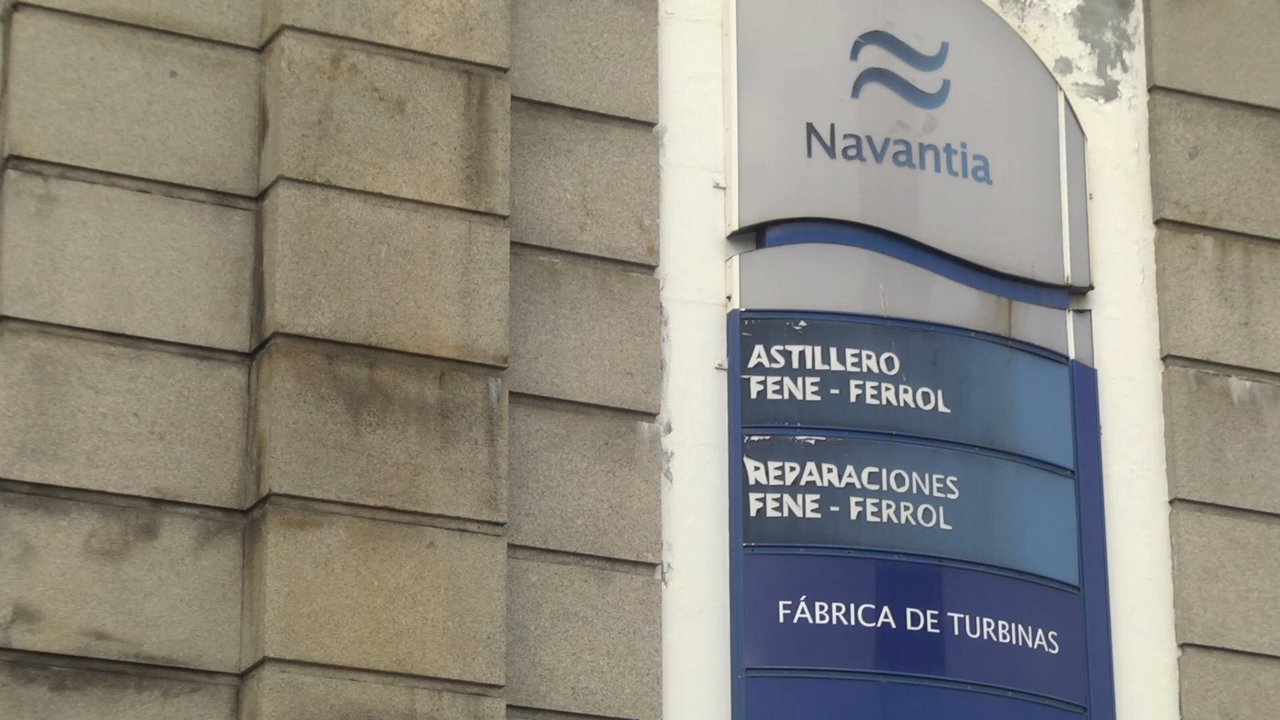 Navantia
ASTILLERO
FENE - FERROL
REPARACIONES
FENE - FERROL
FÁBRICA DE TURBINAS